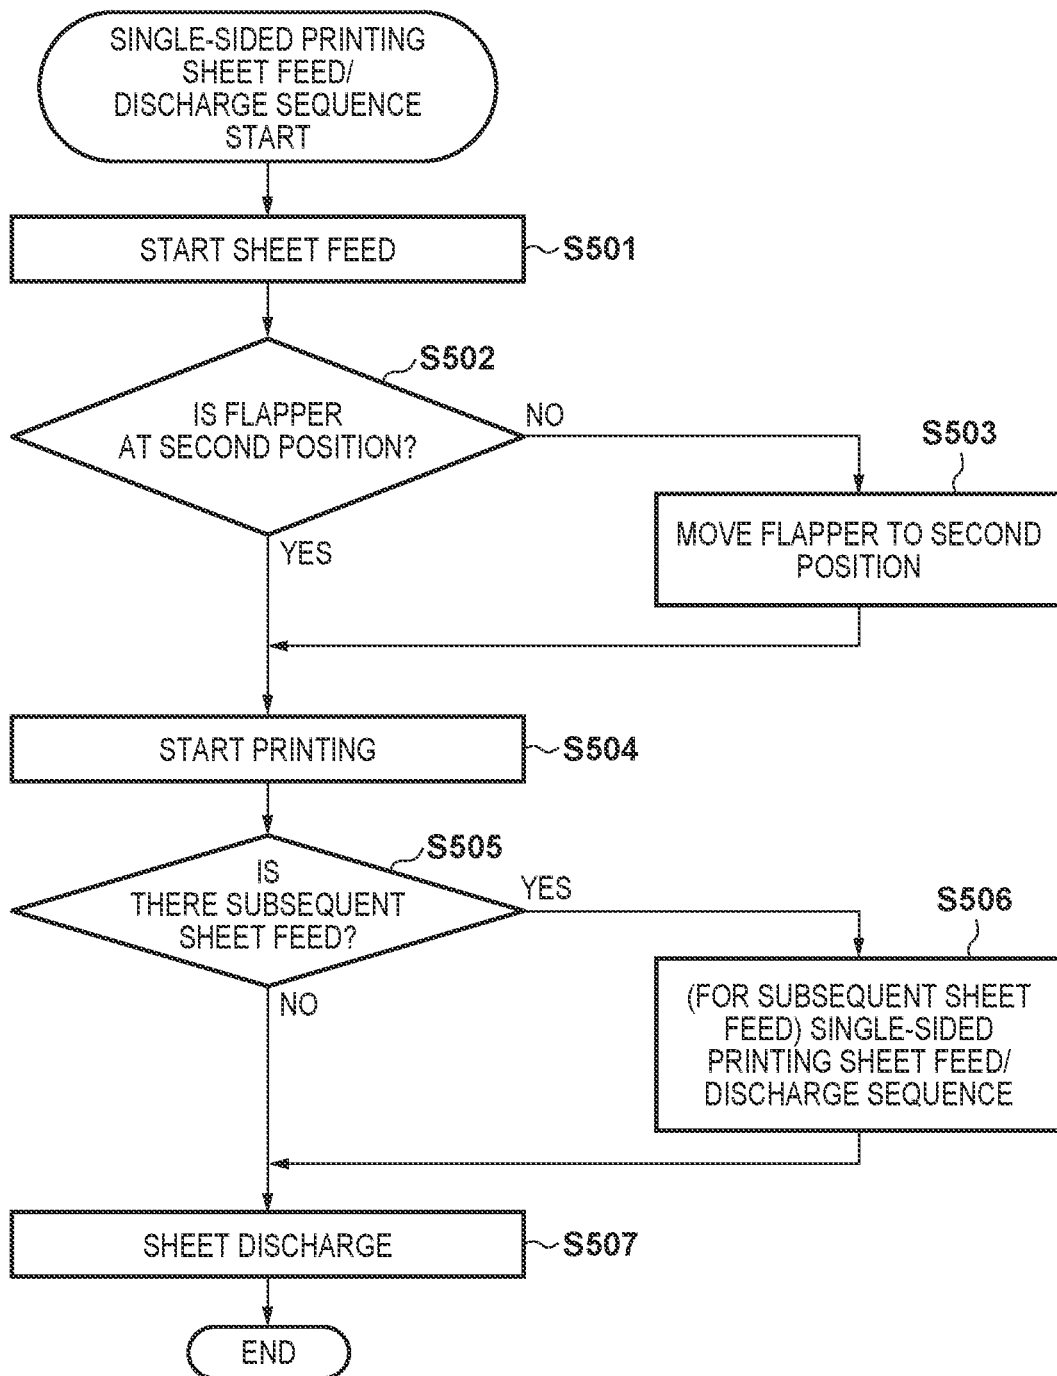 SINGLE-SIDED PRINTING
SHEET FEED/
DISCHARGE SEQUENCE
START
START SHEET FEED
S501
S502
IS FLAPPER
AT SECOND POSITION?
NO
S503
MOVE FLAPPER TO SECOND
POSITION
YES
START PRINTING
S504
S505
IS
THERE SUBSEQUENT
SHEET FEED?
YES
S506
(FOR SUBSEQUENT SHEET
FEED) SINGLE-SIDED
PRINTING SHEET FEED/
DISCHARGE SEQUENCE
NO
SHEET DISCHARGE
S507
END